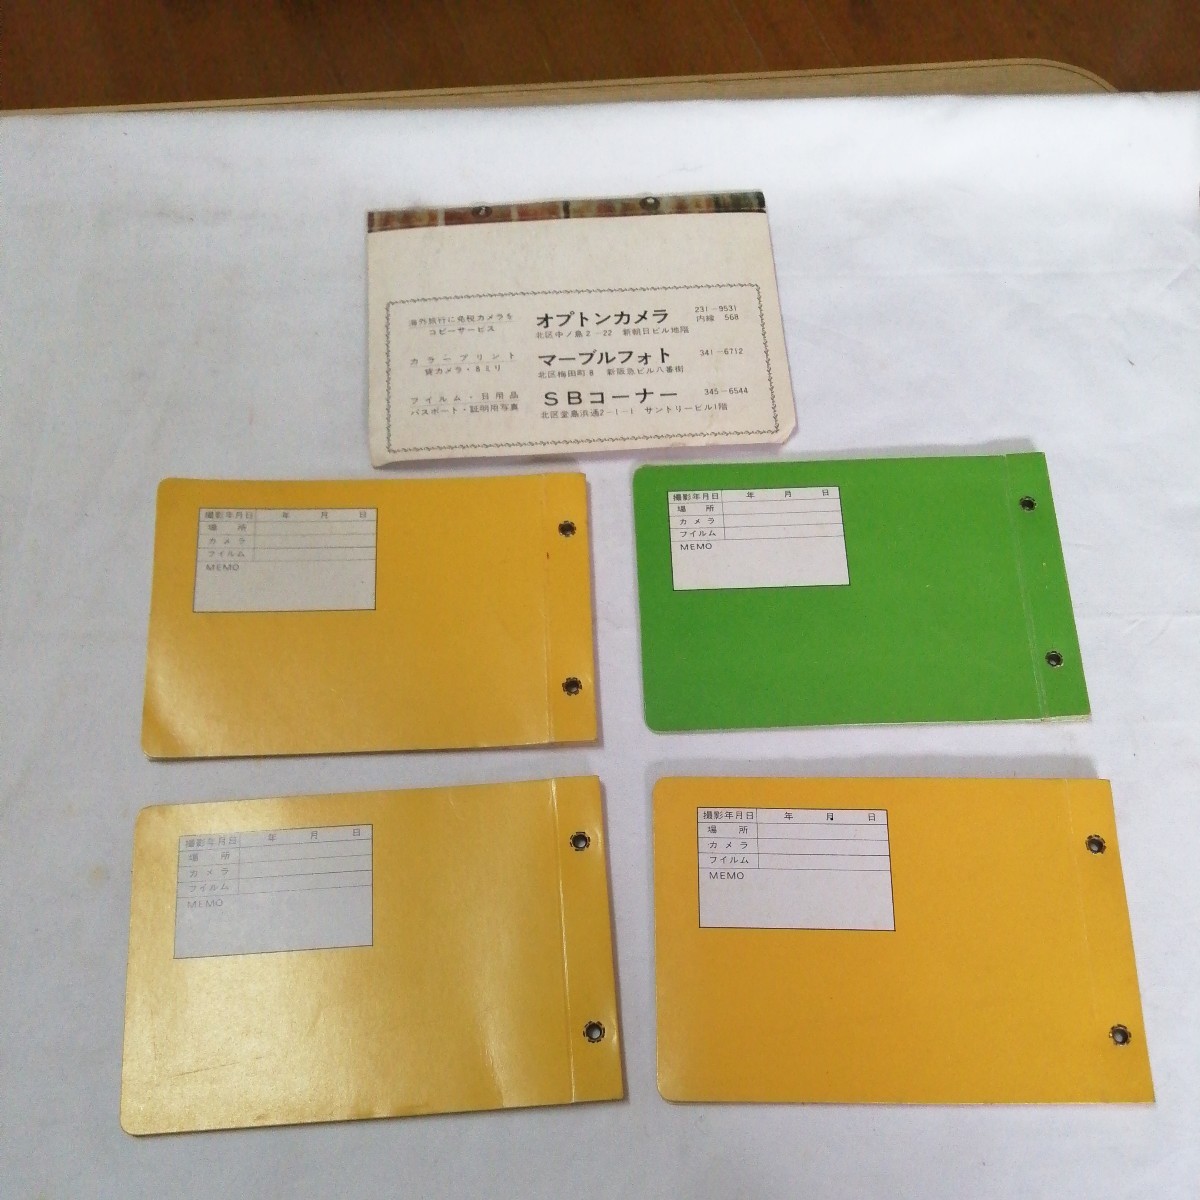 海外旅行に免税カメラを
コピーサービス
オプトンカメラ
231-9531
内線 568
北区中ノ島2-22 新朝日ビル地階
カラープリント
貸カメラ・8ミリ
マーブルフォト
341-6712
北区梅田町8 新阪急ビル八番街
フイルム・日用品
パスポート・証明用写真
SBコーナー
345-6544
北区堂島浜通2-1-1 サントリービル1階
撮影年月日 年 月 日
場 所
カメラ
フイルム
MEMO
撮影年月日 年 月 日
場 所
カメラ
フイルム
MEMO
撮影年月日 年 月 日
場 所
カメラ
フイルム
MEMO
撮影年月日 年 月 日
場 所
カメラ
フイルム
MEMO